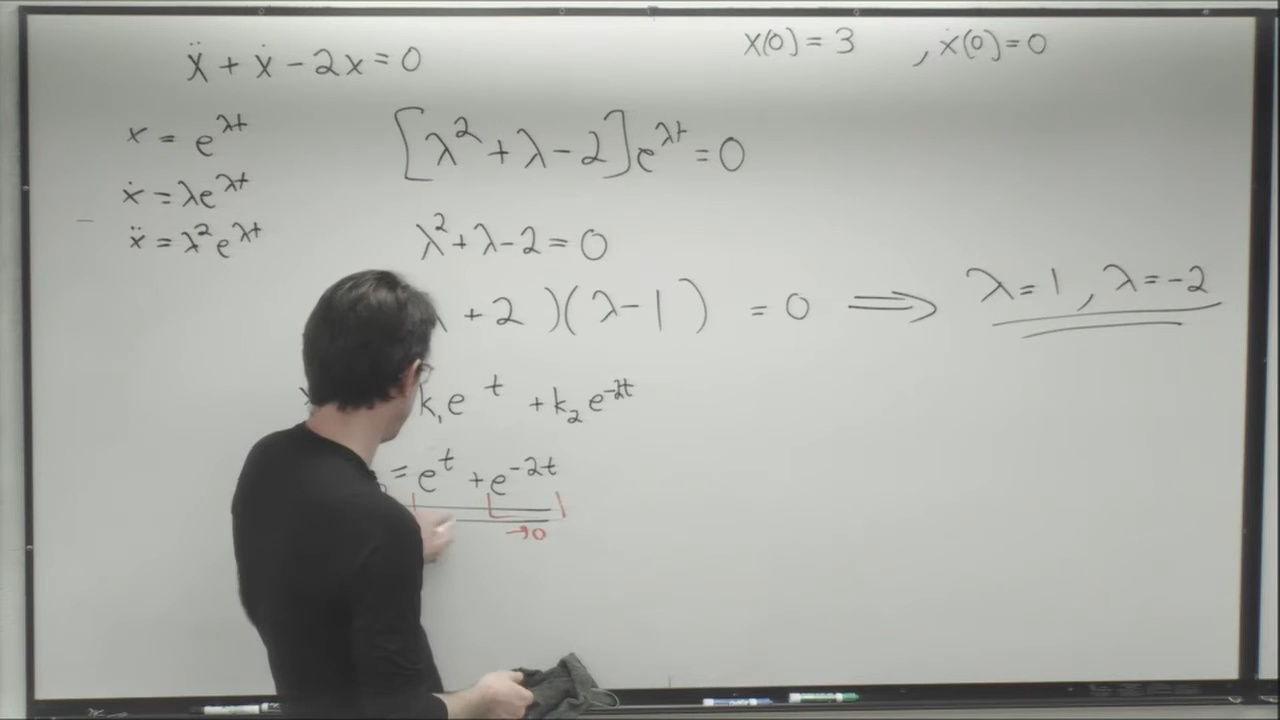 ẍ + ẋ - 2x = 0
x(0) = 3 , ẋ(0) = 0
x = e^{λt}
[λ² + λ - 2]e^{λt} = 0
ẋ = λe^{λt}
ẍ = λ²e^{λt}
λ² + λ - 2 = 0
+ 2 )( λ - 1 ) = 0 ⟹ λ = 1 , λ = -2
k₁e^{t} + k₂e^{-2t}
= e^{t} + e^{-2t}
→0